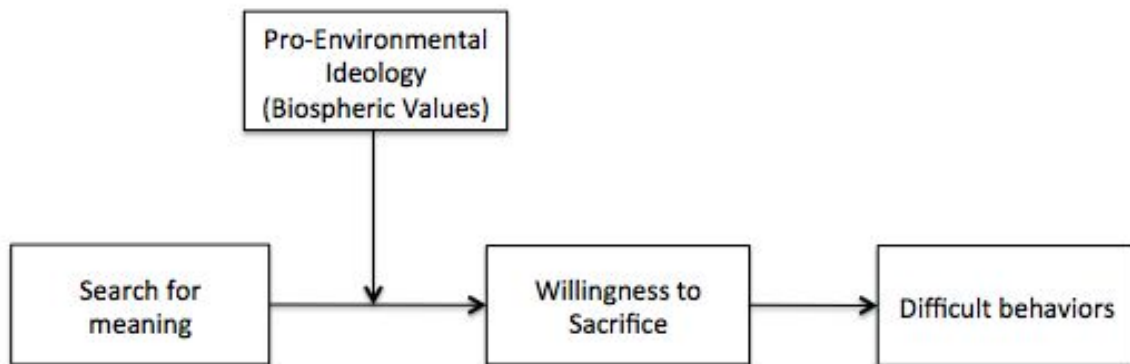 Pro-Environmental
Ideology
(Biospheric Values)
Search for
meaning
Willingness to
Sacrifice
Difficult behaviors